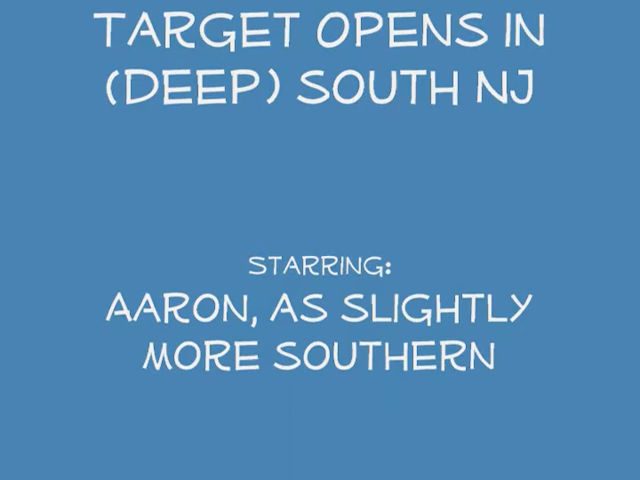 TARGET OPENS IN
(DEEP) SOUTH NJ
STARRING:
AARON, AS SLIGHTLY
MORE SOUTHERN